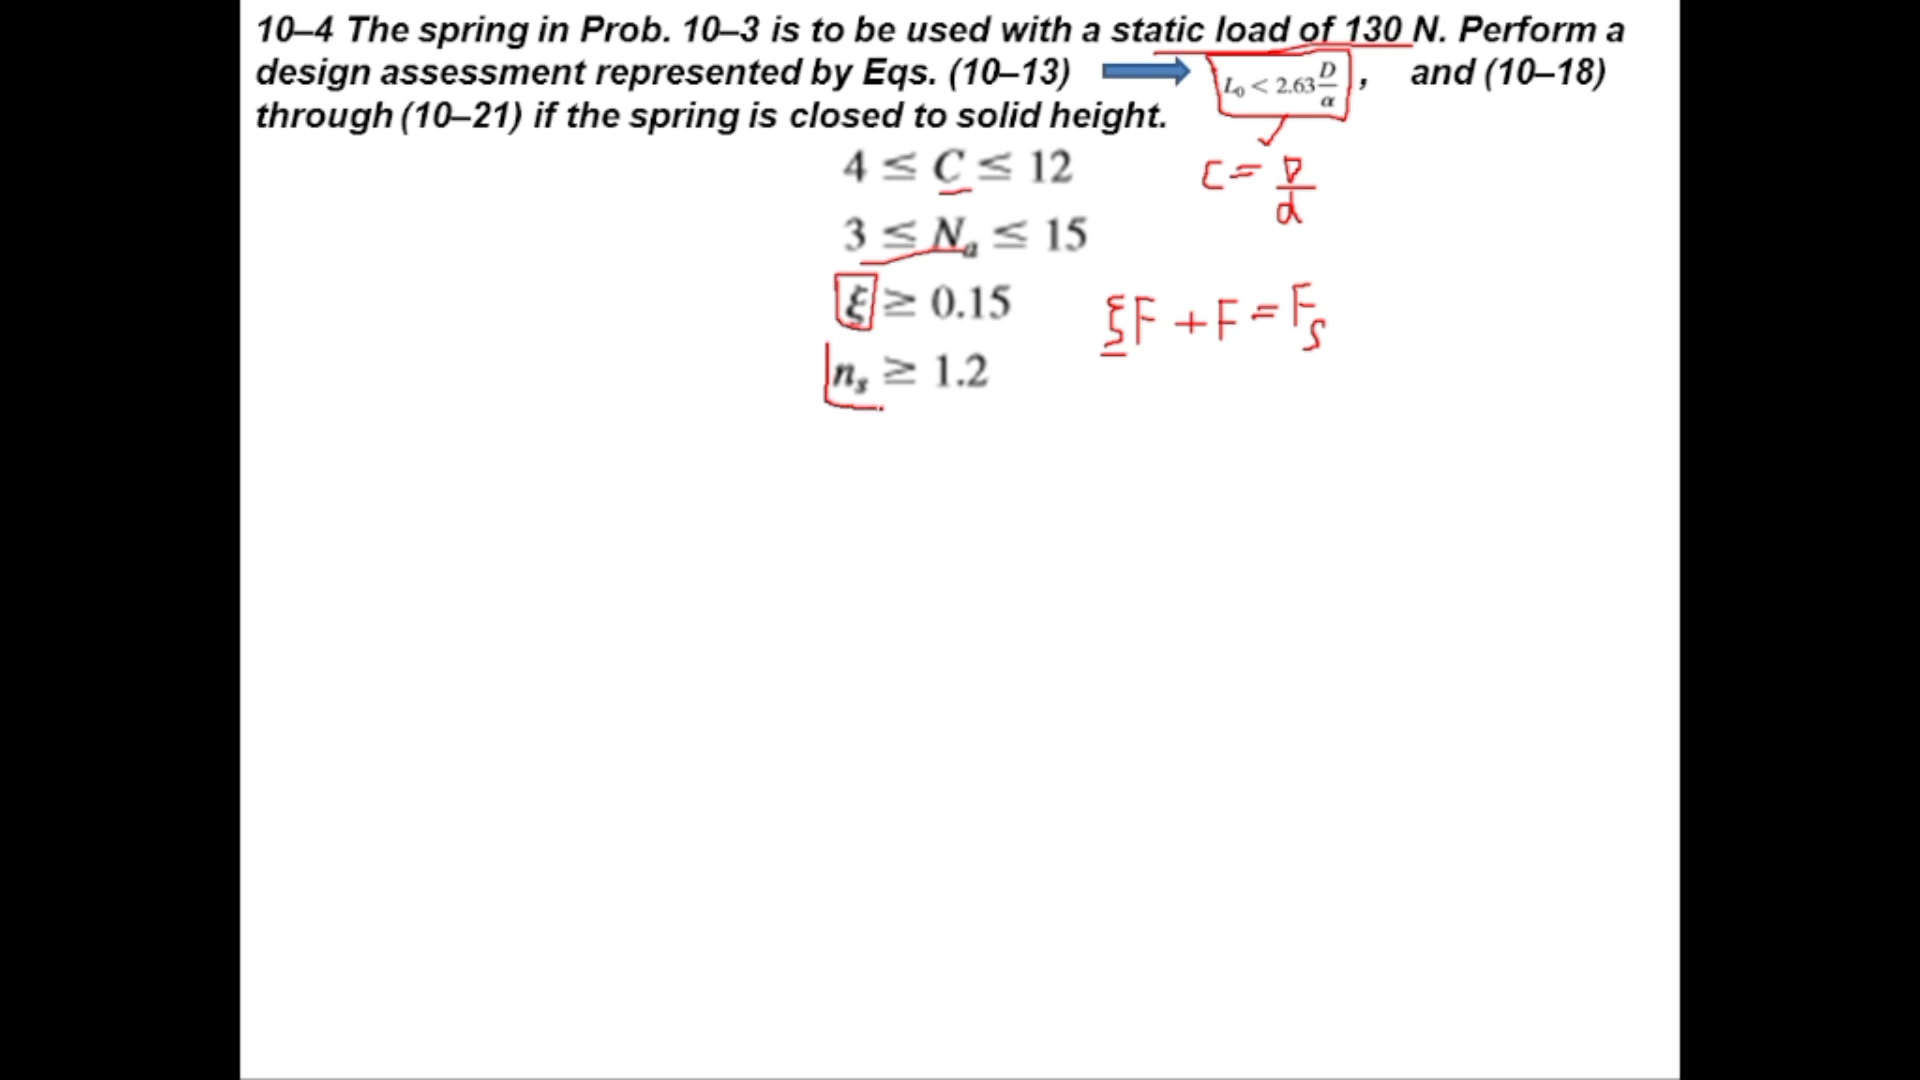 10–4 The spring in Prob. 10–3 is to be used with a static load of 130 N. Perform a
design assessment represented by Eqs. (10–13) L₀ < 2.63 D/α , and (10–18)
through (10–21) if the spring is closed to solid height.
4 ≤ C ≤ 12
C = D/d
3 ≤ Nₐ ≤ 15
ξ ≥ 0.15
ξF + F = Fₛ
nₛ ≥ 1.2